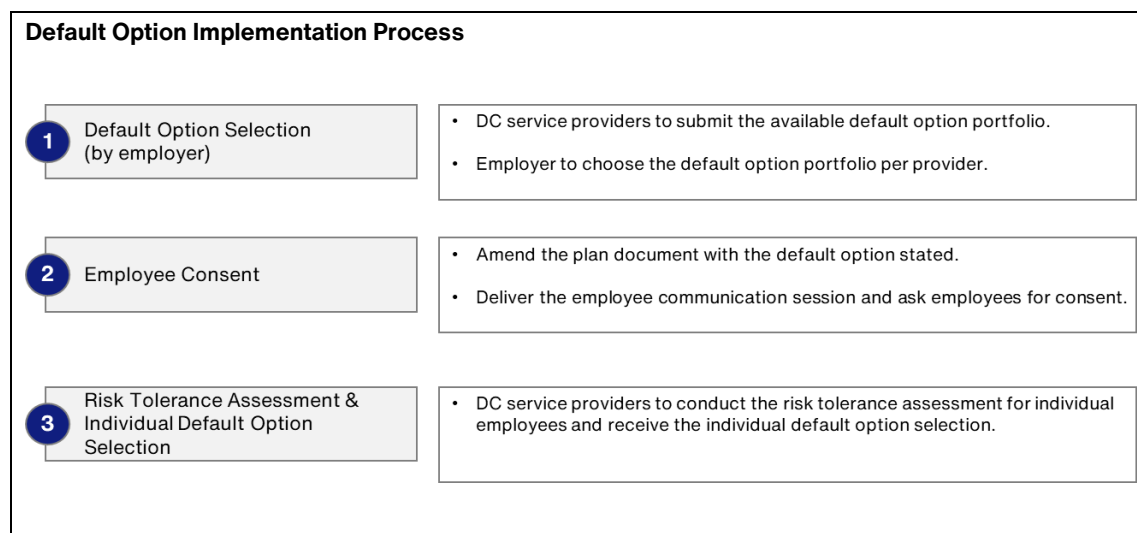 Default Option Implementation Process
1
Default Option Selection
(by employer)
• DC service providers to submit the available default option portfolio.
• Employer to choose the default option portfolio per provider.
2
Employee Consent
• Amend the plan document with the default option stated.
• Deliver the employee communication session and ask employees for consent.
3
Risk Tolerance Assessment &
Individual Default Option
Selection
• DC service providers to conduct the risk tolerance assessment for individual
employees and receive the individual default option selection.